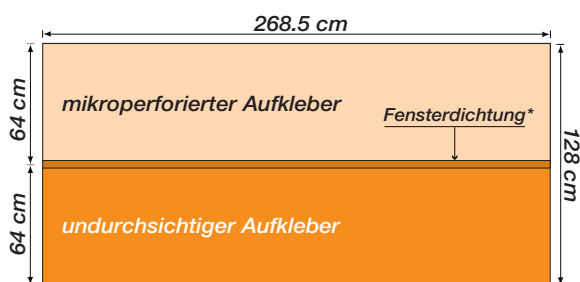 268.5 cm
64 cm
mikroperforierter Aufkleber
Fensterdichtung*
128 cm
64 cm
undurchsichtiger Aufkleber